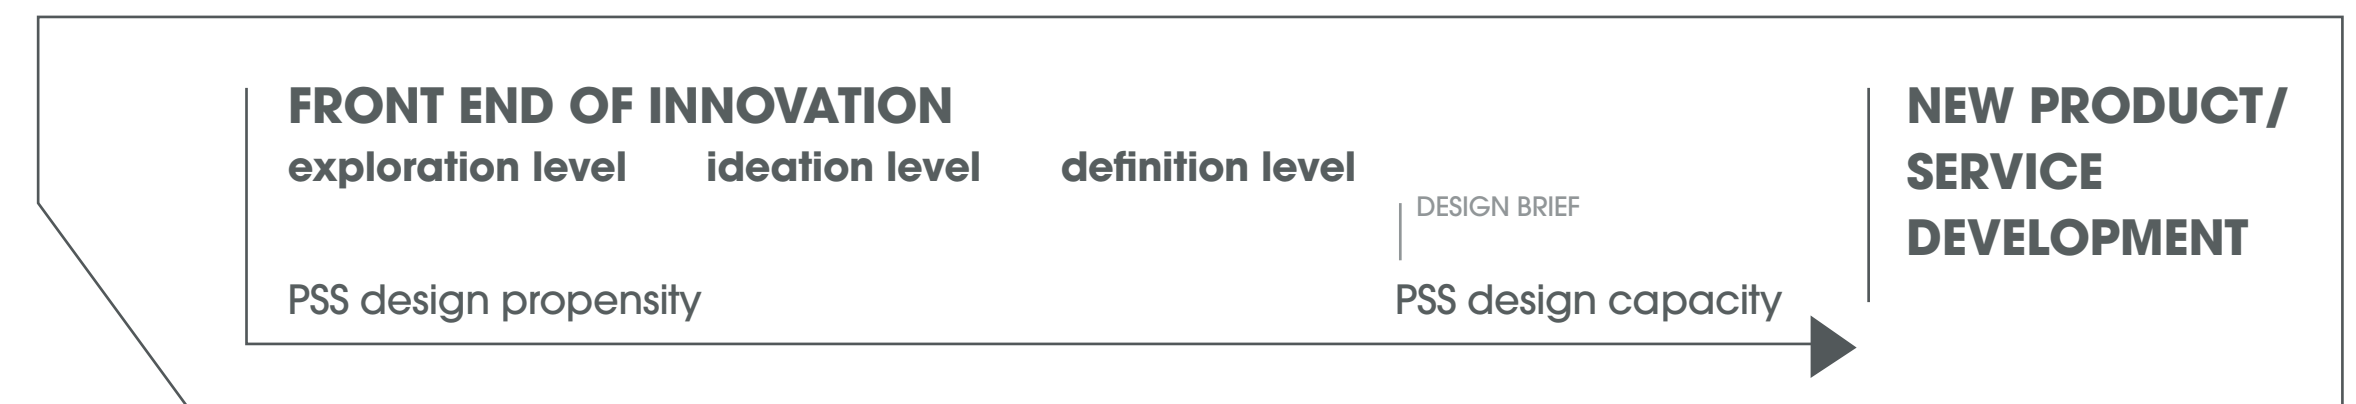 FRONT END OF INNOVATION
exploration level ideation level definition level
DESIGN BRIEF
PSS design propensity PSS design capacity
NEW PRODUCT/
SERVICE
DEVELOPMENT